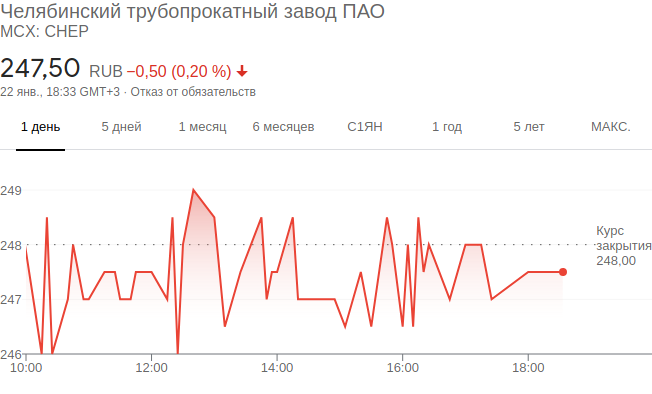 Челябинский трубопрокатный завод ПАО
MCX: CHEP
247,50 RUB −0,50 (0,20 %)
22 янв., 18:33 GMT+3 · Отказ от обязательств
1 день 5 дней 1 месяц 6 месяцев С1ЯН 1 год 5 лет МАКС.
249
Курс
248 закрытия
248,00
247
246
10:00 12:00 14:00 16:00 18:00